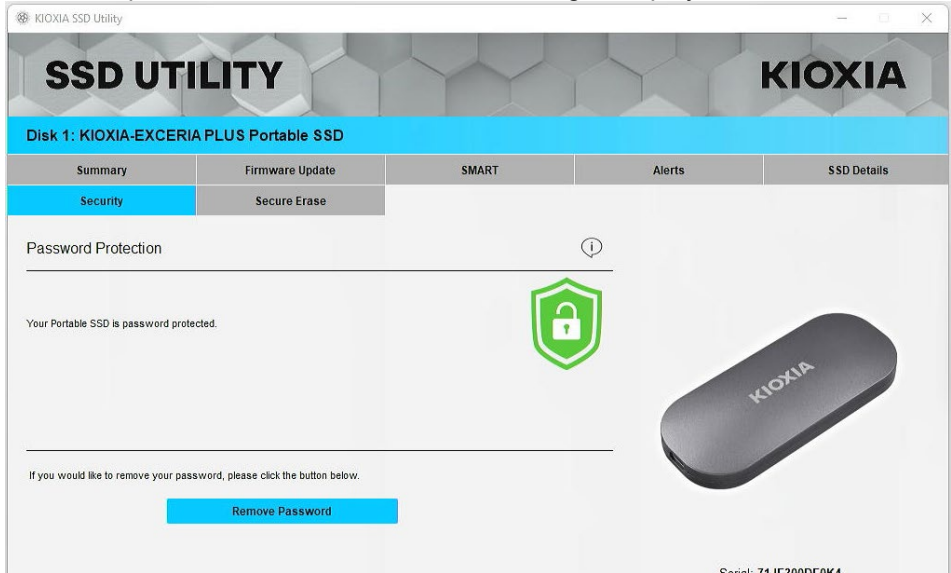 KIOXIA SSD Utility
SSD UTILITY
KIOXIA
Disk 1: KIOXIA-EXCERIA PLUS Portable SSD
Summary
Firmware Update
SMART
Alerts
SSD Details
Security
Secure Erase
Password Protection
Your Portable SSD is password protected.
KIOXIA
If you would like to remove your password, please click the button below.
Remove Password
Serial: